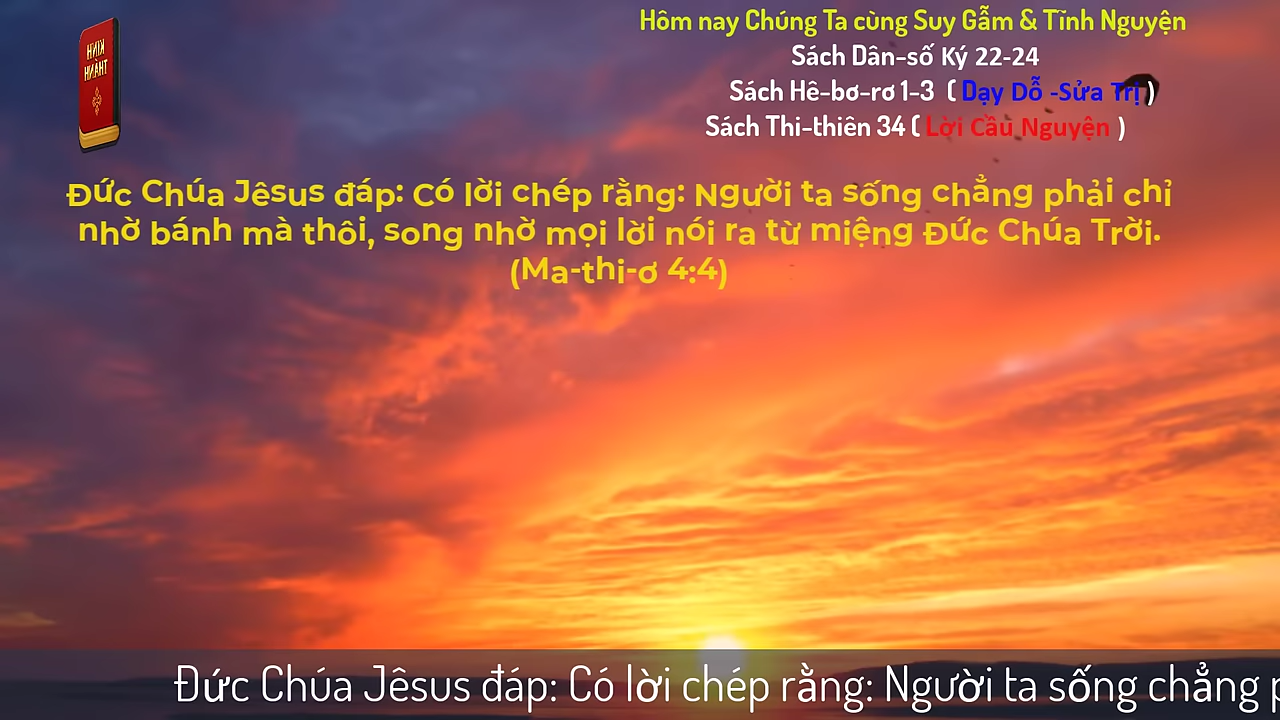 KINH
THÁNH
Hôm nay Chúng Ta cùng Suy Gẫm & Tĩnh Nguyện
Sách Dân-số Ký 22-24
Sách Hê-bơ-rơ 1-3 ( Dạy Dỗ -Sửa Trị )
Sách Thi-thiên 34 ( Lời Cầu Nguyện )
Đức Chúa Jêsus đáp: Có lời chép rằng: Người ta sống chẳng phải chỉ
nhờ bánh mà thôi, song nhờ mọi lời nói ra từ miệng Đức Chúa Trời.
(Ma-thi-ơ 4:4)
Đức Chúa Jêsus đáp: Có lời chép rằng: Người ta sống chẳng p